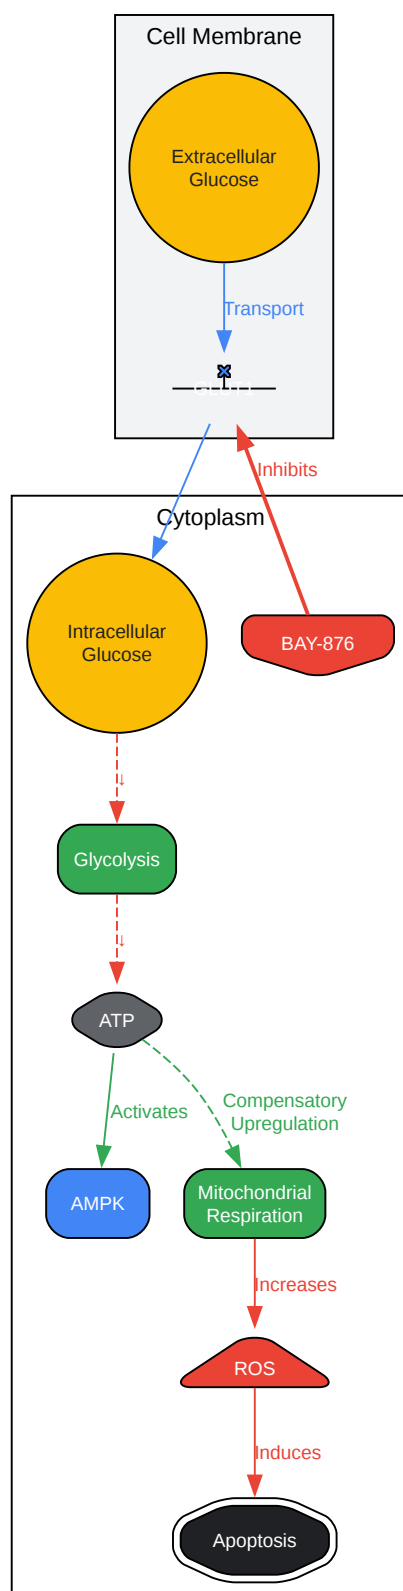 Cell Membrane
Extracellular
Glucose
Transport
GLUT1
Inhibits
Cytoplasm
Intracellular
Glucose
BAY-876
↓
Glycolysis
↓
ATP
Activates
Compensatory
Upregulation
AMPK
Mitochondrial
Respiration
Increases
ROS
Induces
Apoptosis